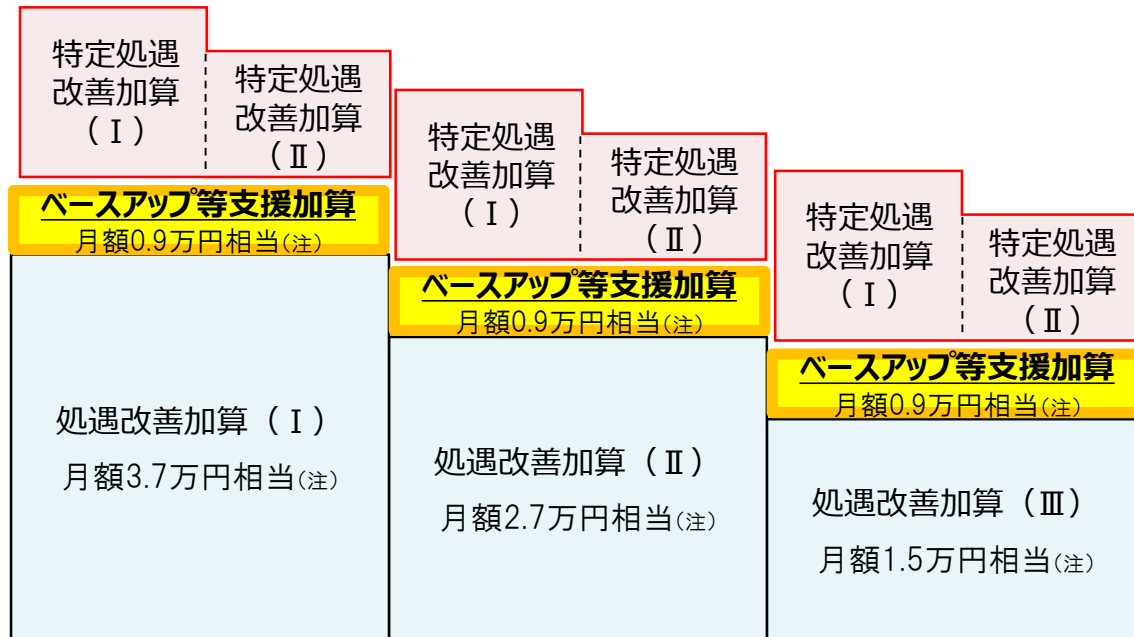 特定処遇
改善加算
（Ⅰ）
特定処遇
改善加算
（Ⅱ）
ベースアップ等支援加算
月額0.9万円相当(注)
処遇改善加算（Ⅰ）
月額3.7万円相当(注)
特定処遇
改善加算
（Ⅰ）
特定処遇
改善加算
（Ⅱ）
ベースアップ等支援加算
月額0.9万円相当(注)
処遇改善加算（Ⅱ）
月額2.7万円相当(注)
特定処遇
改善加算
（Ⅰ）
特定処遇
改善加算
（Ⅱ）
ベースアップ等支援加算
月額0.9万円相当(注)
処遇改善加算（Ⅲ）
月額1.5万円相当(注)